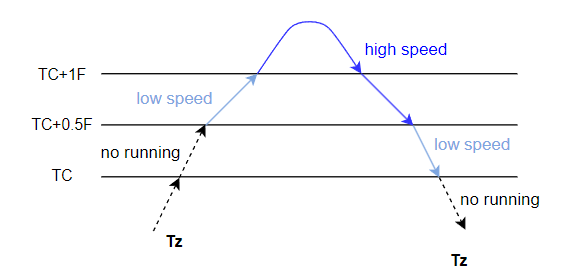 high speed
TC+1F
low speed
TC+0.5F
no running
low speed
TC
no running
Tz
Tz